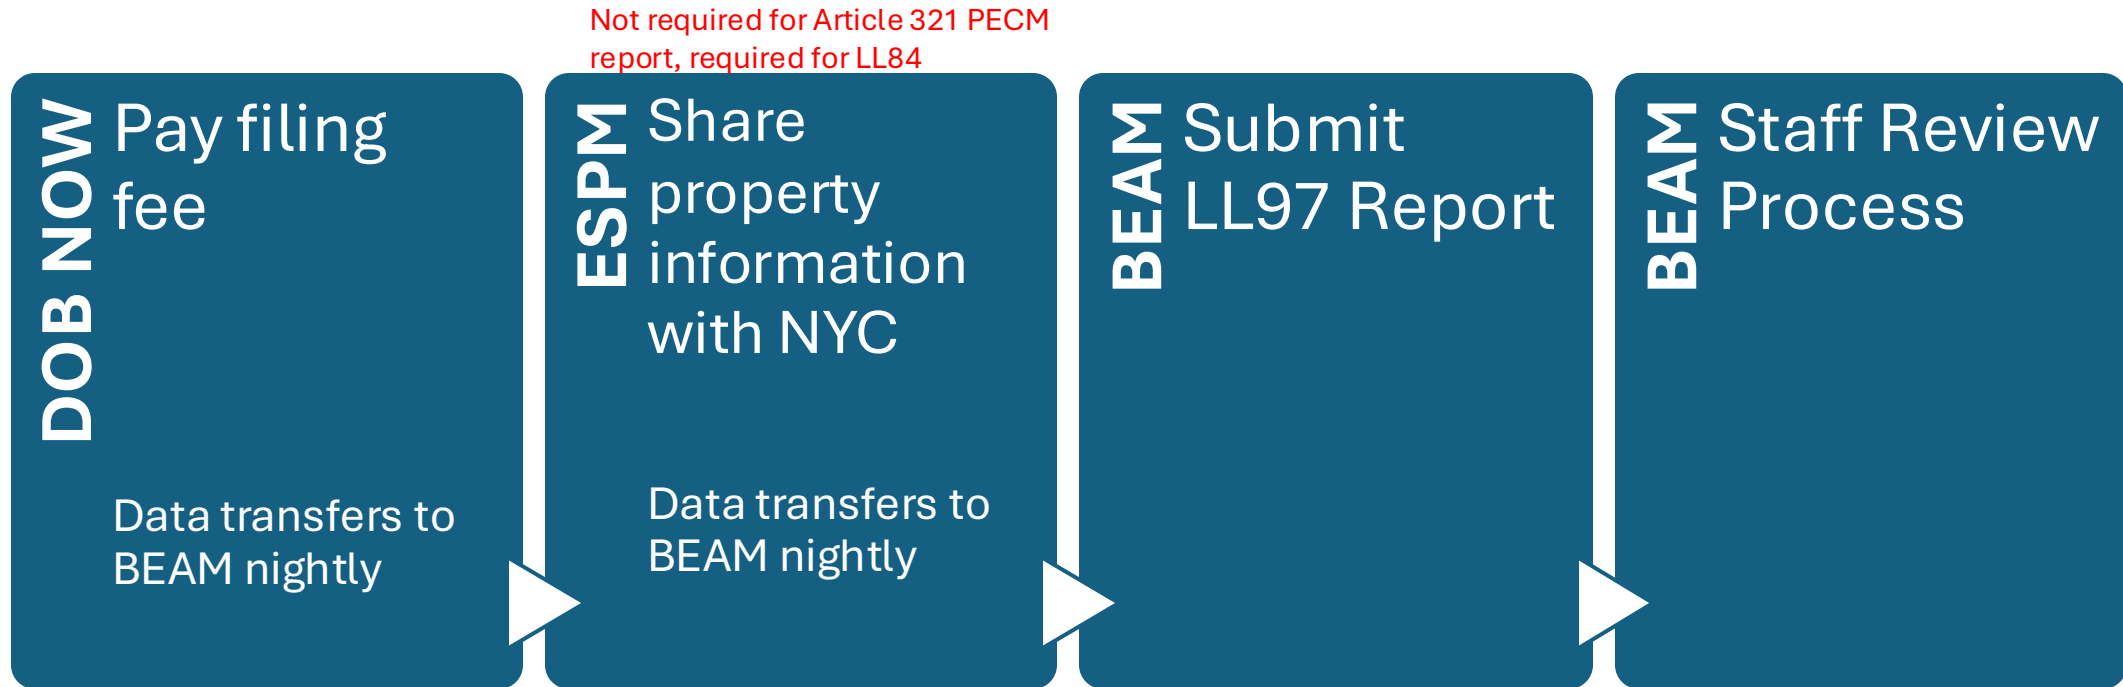 Not required for Article 321 PECM
report, required for LL84
DOB NOW
Pay filing
fee
Data transfers to
BEAM nightly
ESPM
Share
property
information
with NYC
Data transfers to
BEAM nightly
BEAM
Submit
LL97 Report
BEAM
Staff Review
Process